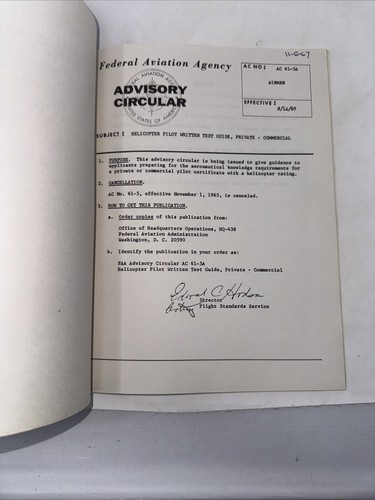 11-6-67
Federal Aviation Agency
AC NO: AC 61-3A
AIRMEN
ADVISORY
CIRCULAR
EFFECTIVE:
SUBJECT: HELICOPTER PILOT WRITTEN TEST GUIDE, PRIVATE - COMMERCIAL
1. PURPOSE. This advisory circular is being issued to give guidance to
applicants preparing for the aeronautical knowledge requirements for
a private or commercial pilot certificate with a helicopter rating.
2. CANCELLATION.
AC No. 61-3, effective November 1, 1963, is canceled.
3. HOW TO GET THIS PUBLICATION.
a. Order copies of this publication from:
Office of Headquarters Operations, HQ-438
Federal Aviation Administration
Washington, D. C. 20590
b. Identify the publication in your order as:
FAA Advisory Circular AC 61-3A
Helicopter Pilot Written Test Guide, Private - Commercial
Acting Director
Flight Standards Service